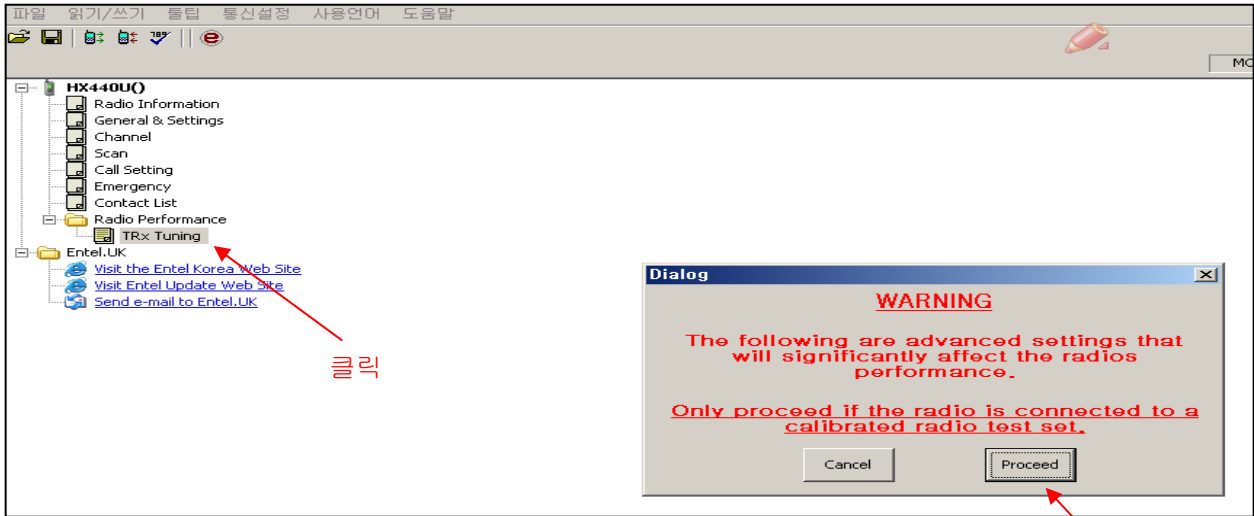 파일 읽기/쓰기 툴팁 통신설정 사용언어 도움말
MO
HX440U()
Radio Information
General & Settings
Channel
Scan
Call Setting
Emergency
Contact List
Radio Performance
TRx Tuning
Entel.UK
Visit the Entel Korea Web Site
Visit Entel Update Web Site
Send e-mail to Entel.UK
클릭
Dialog
WARNING
The following are advanced settings that
will significantly affect the radios
performance.
Only proceed if the radio is connected to a
calibrated radio test set.
Cancel Proceed